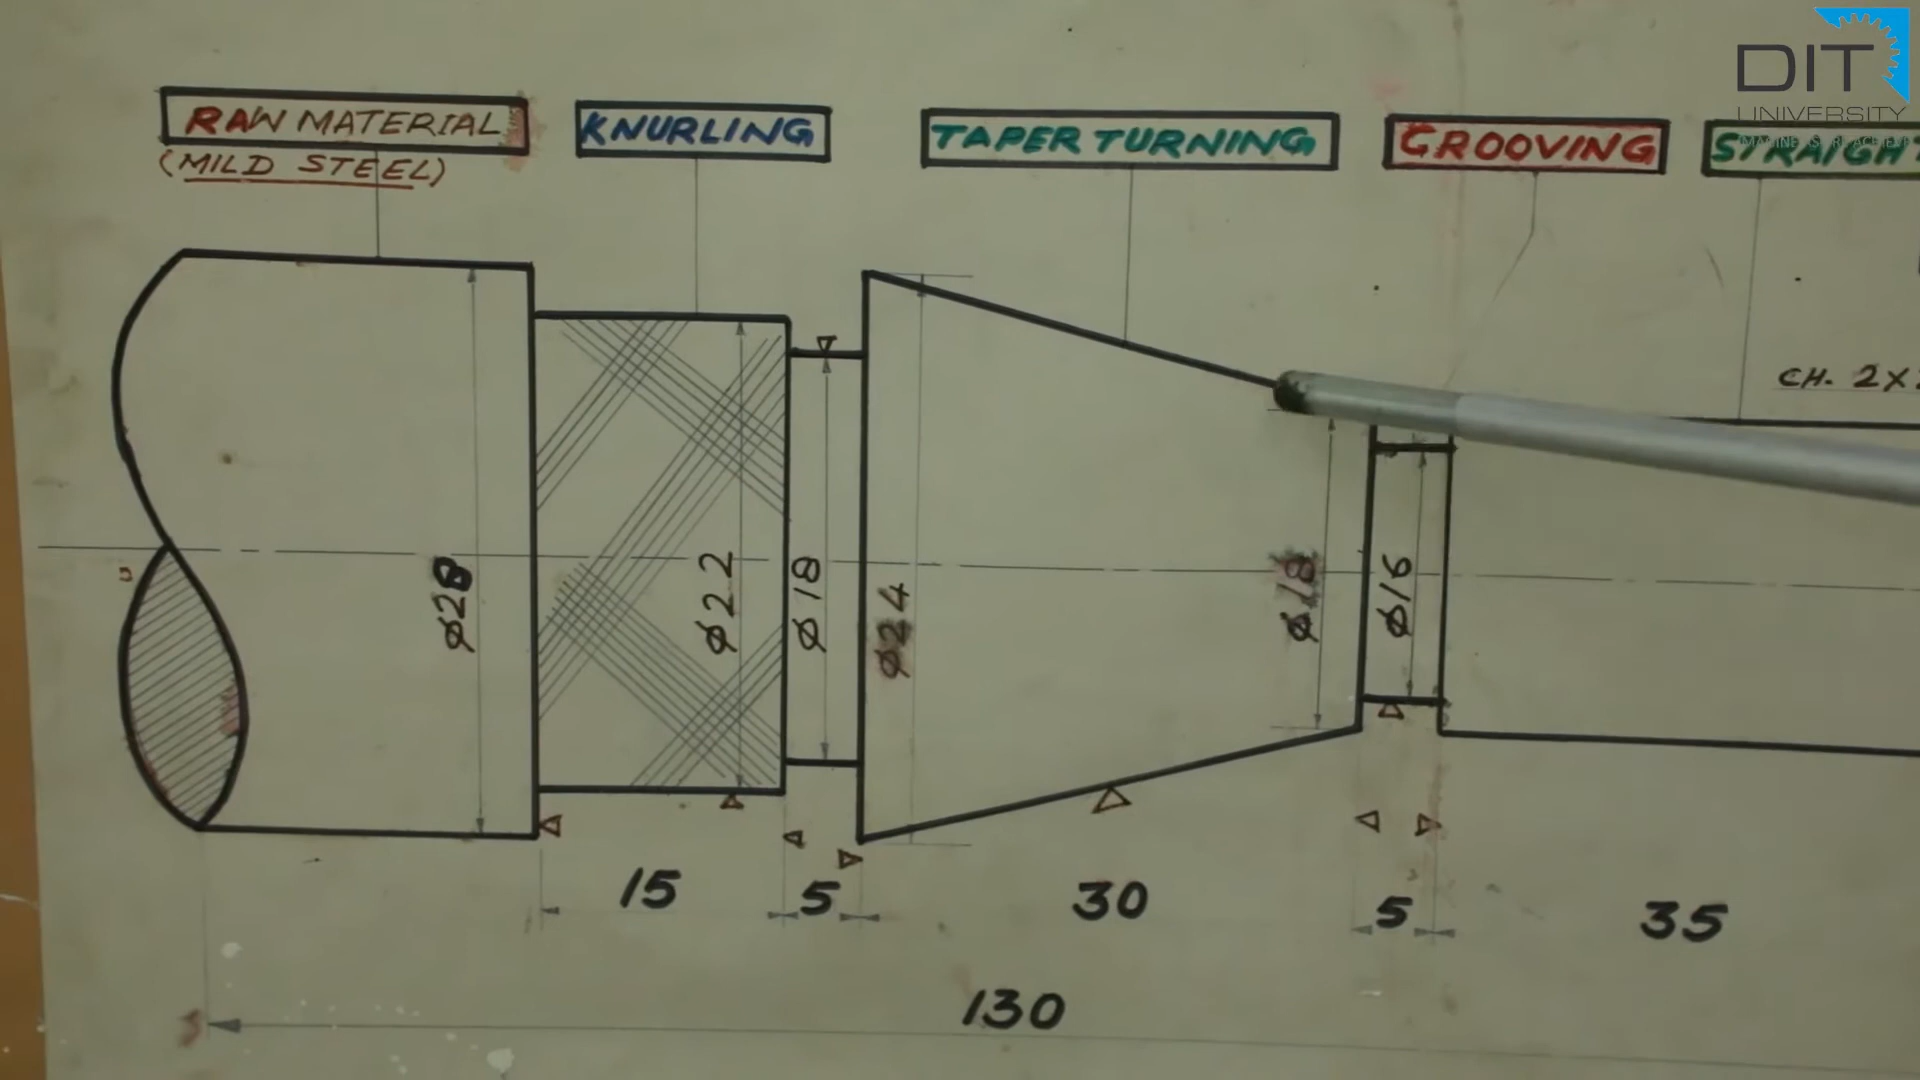 DIT
UNIVERSITY
RAW MATERIAL
(MILD STEEL)
KNURLING
TAPER TURNING
GROOVING
STRAIGHT
CH. 2X
Ø28
Ø22
Ø18
Ø24
Ø18
Ø16
15
5
30
5
35
130